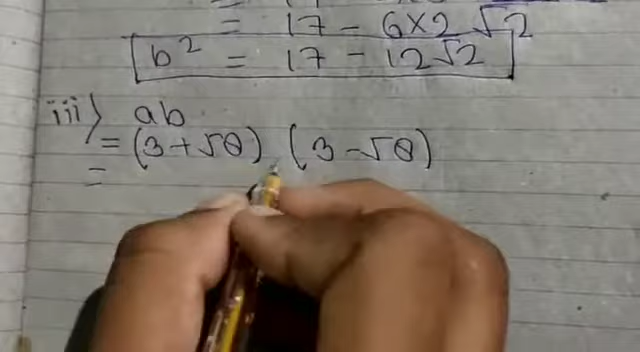 = 17 - 6×2√2
b² = 17 - 12√2
iii) ab
= (3+√8) (3-√8)
=